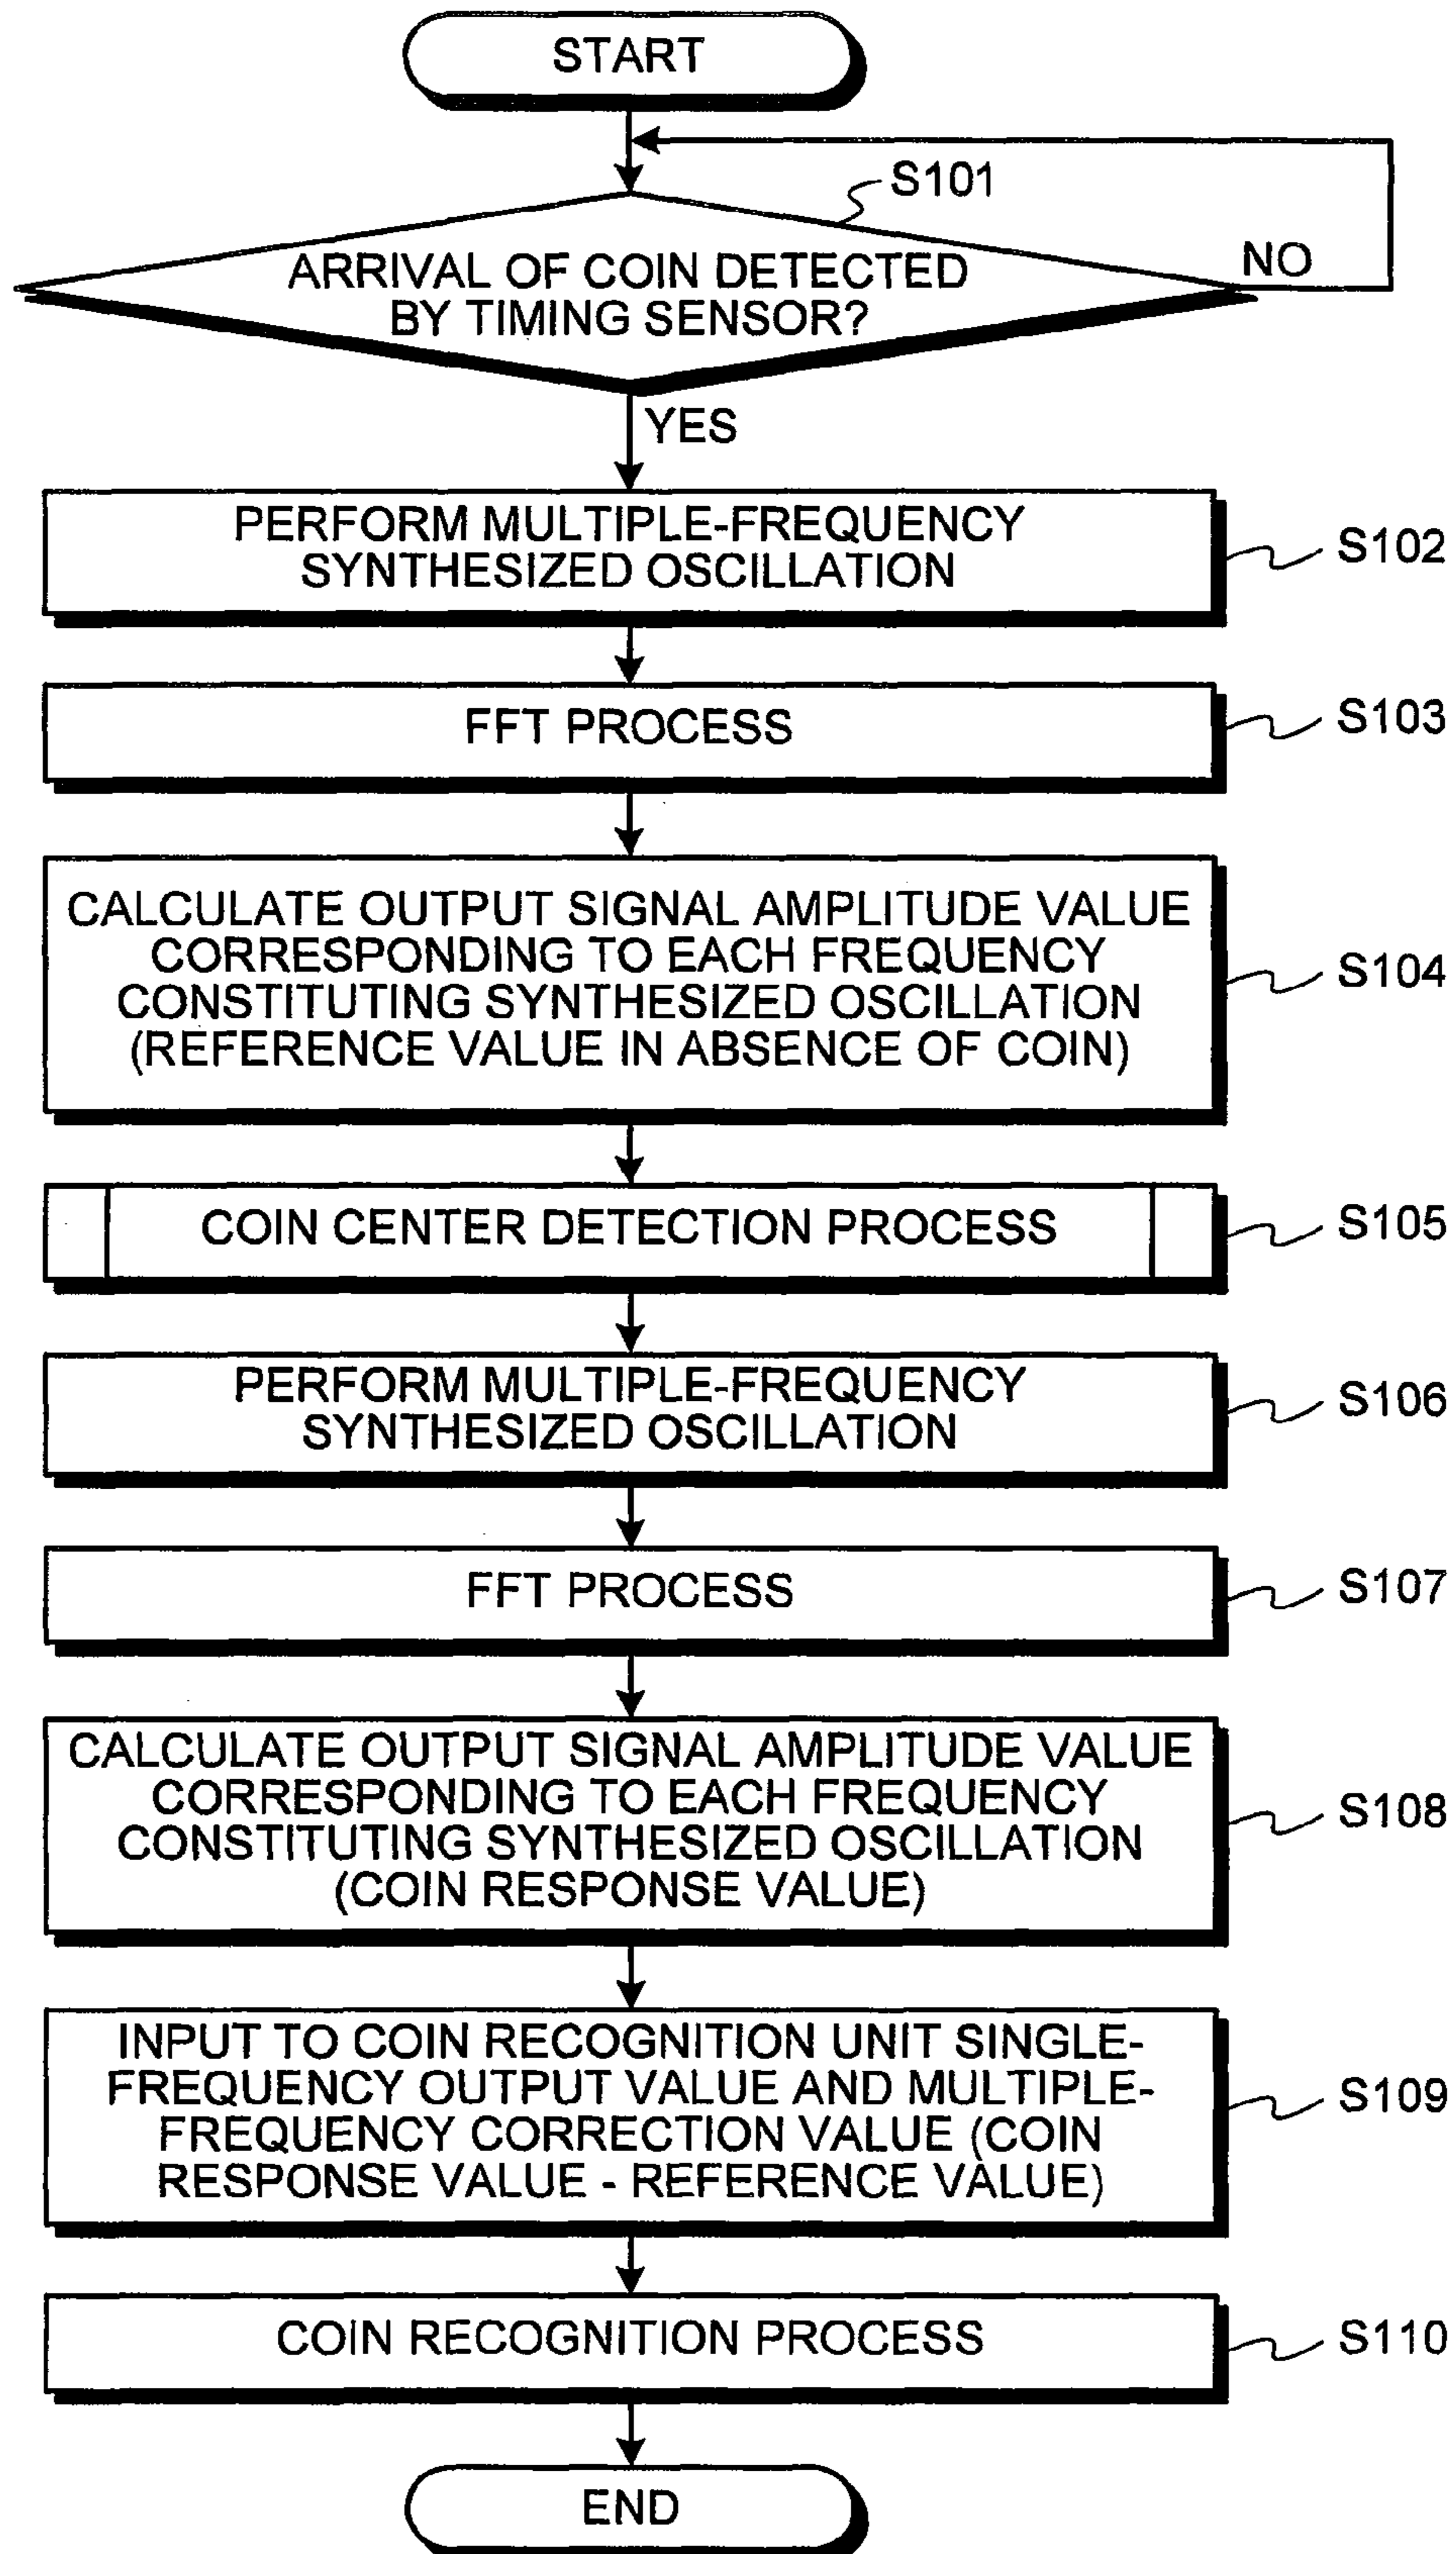 START
S101
ARRIVAL OF COIN DETECTED
BY TIMING SENSOR?
NO
YES
PERFORM MULTIPLE-FREQUENCY
SYNTHESIZED OSCILLATION
S102
FFT PROCESS
S103
CALCULATE OUTPUT SIGNAL AMPLITUDE VALUE
CORRESPONDING TO EACH FREQUENCY
CONSTITUTING SYNTHESIZED OSCILLATION
(REFERENCE VALUE IN ABSENCE OF COIN)
S104
COIN CENTER DETECTION PROCESS
S105
PERFORM MULTIPLE-FREQUENCY
SYNTHESIZED OSCILLATION
S106
FFT PROCESS
S107
CALCULATE OUTPUT SIGNAL AMPLITUDE VALUE
CORRESPONDING TO EACH FREQUENCY
CONSTITUTING SYNTHESIZED OSCILLATION
(COIN RESPONSE VALUE)
S108
INPUT TO COIN RECOGNITION UNIT SINGLE-
FREQUENCY OUTPUT VALUE AND MULTIPLE-
FREQUENCY CORRECTION VALUE (COIN
RESPONSE VALUE - REFERENCE VALUE)
S109
COIN RECOGNITION PROCESS
S110
END